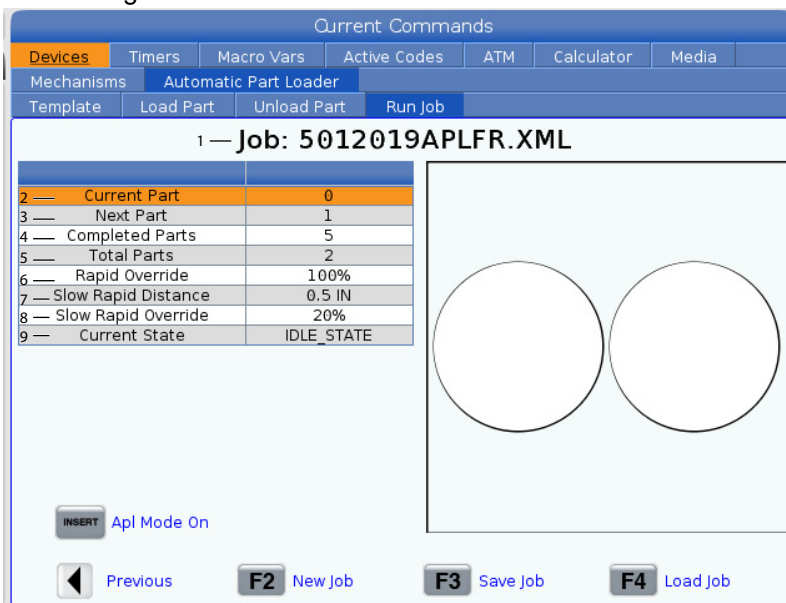 Current Commands
Devices Timers Macro Vars Active Codes ATM Calculator Media
Mechanisms Automatic Part Loader
Template Load Part Unload Part Run Job
1 — Job: 5012019APLFR.XML
2 — Current Part 0
3 — Next Part 1
4 — Completed Parts 5
5 — Total Parts 2
6 — Rapid Override 100%
7 — Slow Rapid Distance 0.5 IN
8 — Slow Rapid Override 20%
9 — Current State IDLE_STATE
INSERT Apl Mode On
Previous F2 New Job F3 Save Job F4 Load Job